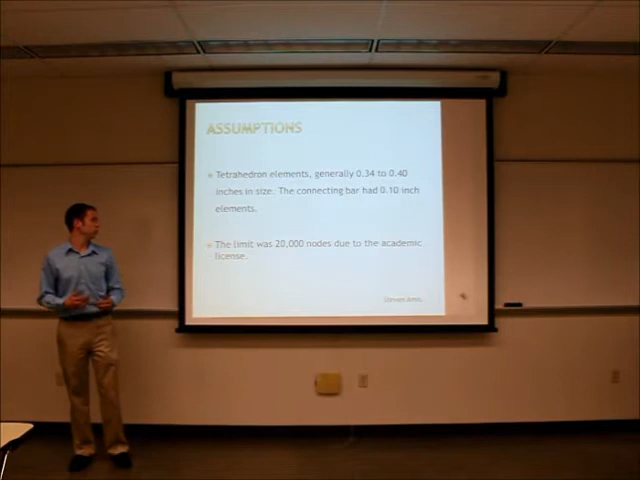 ASSUMPTIONS
Tetrahedron elements, generally 0.34 to 0.40
inches in size. The connecting bar had 0.10 inch
elements.
The limit was 20,000 nodes due to the academic
license.